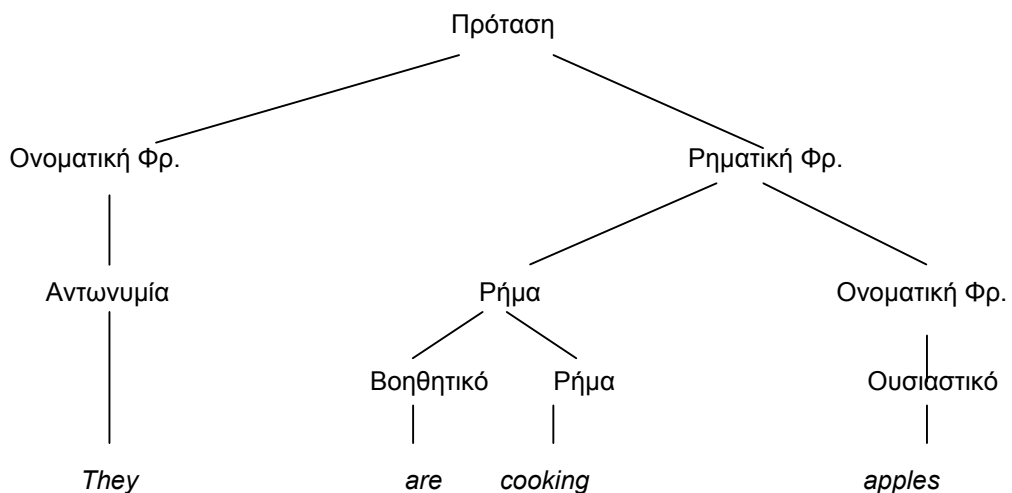 Πρόταση
Ονοματική Φρ. Ρηματική Φρ.
Αντωνυμία Ρήμα Ονοματική Φρ.
Βοηθητικό Ρήμα Ουσιαστικό
They are cooking apples